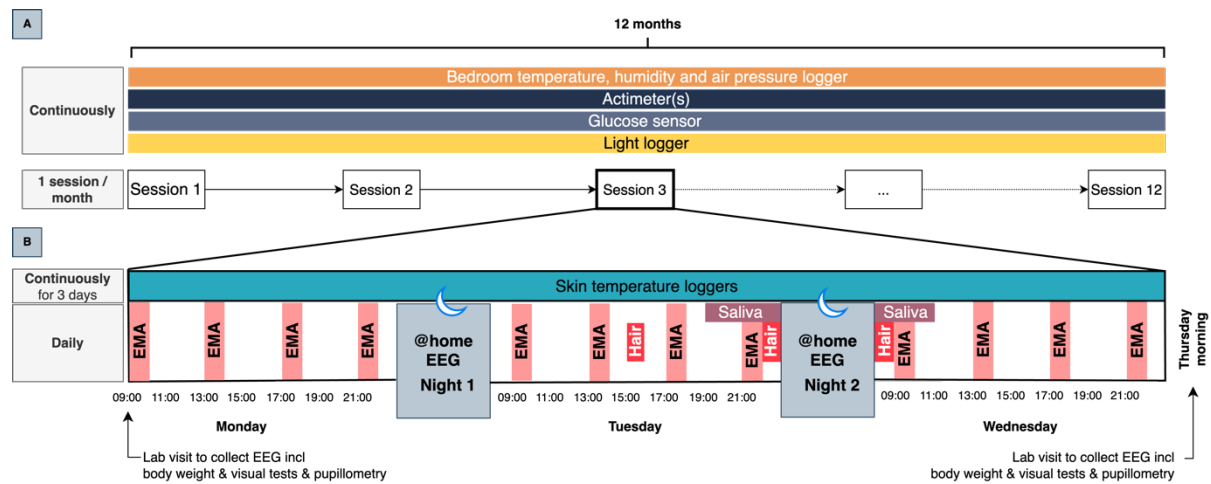 A
12 months
Continuously
Bedroom temperature, humidity and air pressure logger
Actimeter(s)
Glucose sensor
Light logger
1 session /
month
Session 1
Session 2
Session 3
...
Session 12
B
Continuously
for 3 days
Skin temperature loggers
Daily
EMA
EMA
EMA
EMA
@home
EEG
Night 1
EMA
EMA
Hair
EMA
Saliva
EMA
Hair
@home
EEG
Night 2
Saliva
Hair
EMA
EMA
EMA
EMA
Thursday
morning
09:00 11:00 13:00 15:00 17:00 19:00 21:00
09:00 11:00 13:00 15:00 17:00 19:00 21:00
09:00 11:00 13:00 15:00 17:00 19:00 21:00
Monday
Tuesday
Wednesday
Lab visit to collect EEG incl
body weight & visual tests & pupillometry
Lab visit to collect EEG incl
body weight & visual tests & pupillometry